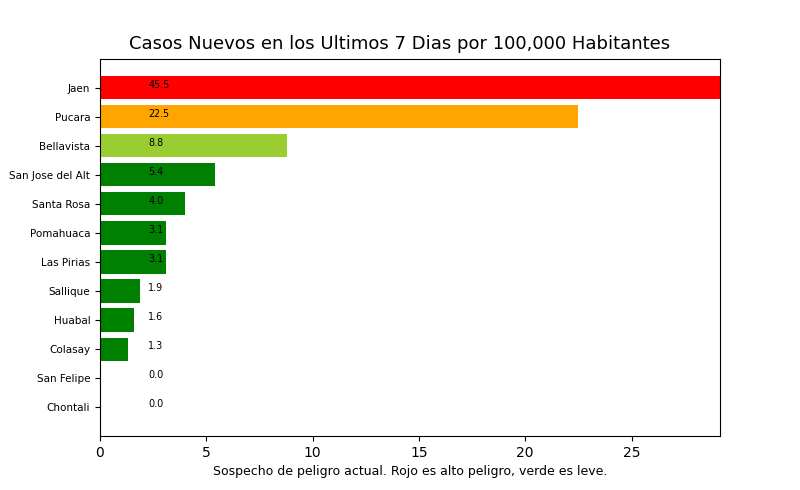 Casos Nuevos en los Ultimos 7 Dias por 100,000 Habitantes
Jaen 45.5
Pucara 22.5
Bellavista 8.8
San Jose del Alt 5.4
Santa Rosa 4.0
Pomahuaca 3.1
Las Pirias 3.1
Sallique 1.9
Huabal 1.6
Colasay 1.3
San Felipe 0.0
Chontali 0.0
0 5 10 15 20 25
Sospecho de peligro actual. Rojo es alto peligro, verde es leve.